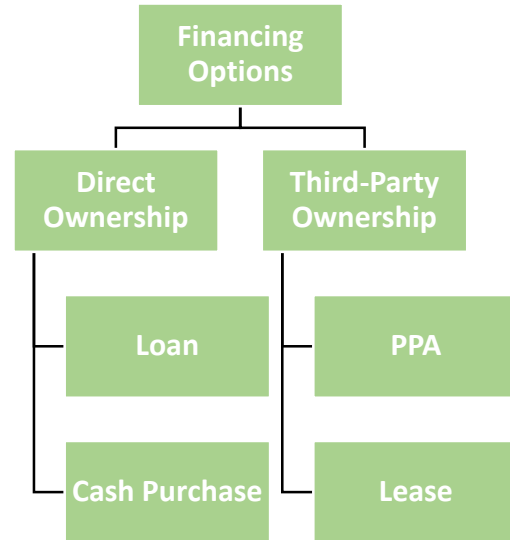 Financing
Options
Direct
Ownership
Third-Party
Ownership
Loan
PPA
Cash Purchase
Lease